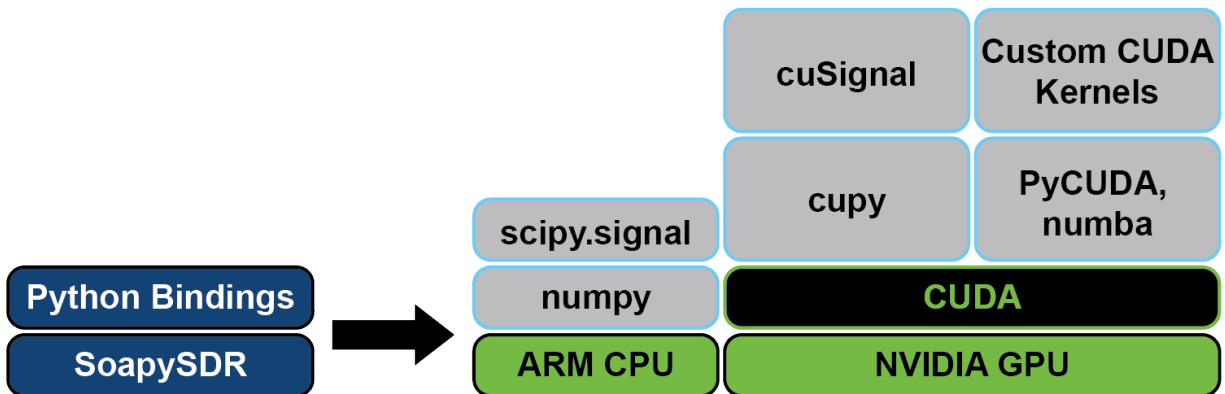 cuSignal
Custom CUDA
Kernels
cupy
PyCUDA,
numba
scipy.signal
Python Bindings
numpy
CUDA
SoapySDR
ARM CPU
NVIDIA GPU